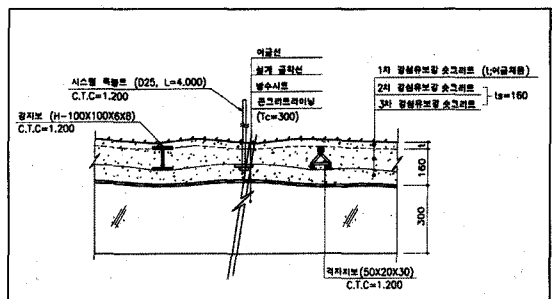 여굴선
설계 굴착선
방수시트
콘크리트라이닝
(Tc=300)
시스템 록볼트 (D25, L=4.000)
C.T.C=1.200
강지보 (H-100X100X6X8)
C.T.C=1.200
1차 강섬유보강 숏크리트 (t;여굴채움)
2차 강섬유보강 숏크리트
3차 강섬유보강 숏크리트
ts=160
t
160
300
격자지보(50X20X30)
C.T.C=1.200